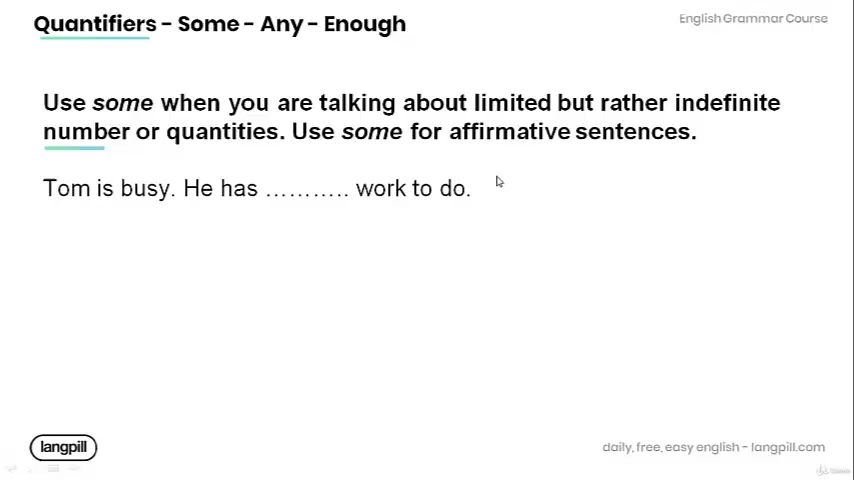 Quantifiers - Some - Any - Enough
English Grammar Course
Use some when you are talking about limited but rather indefinite
number or quantities. Use some for affirmative sentences.
Tom is busy. He has ……….. work to do.
langpill
daily, free, easy english - langpill.com